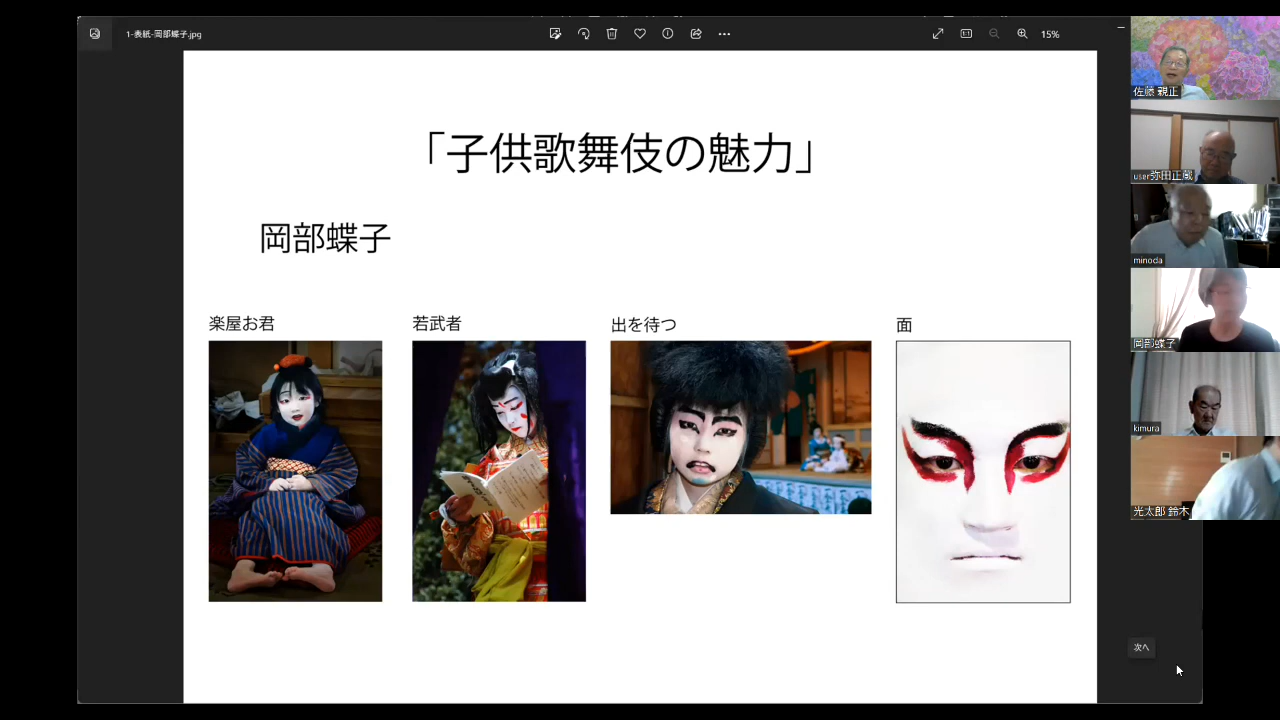 1-表紙-岡部蝶子.jpg
15%
「子供歌舞伎の魅力」
岡部蝶子
楽屋お君
若武者
出を待つ
面
佐藤 親正
user弥田正蔵
minoda
岡部蝶子
kimura
光太郎 鈴木
次へ